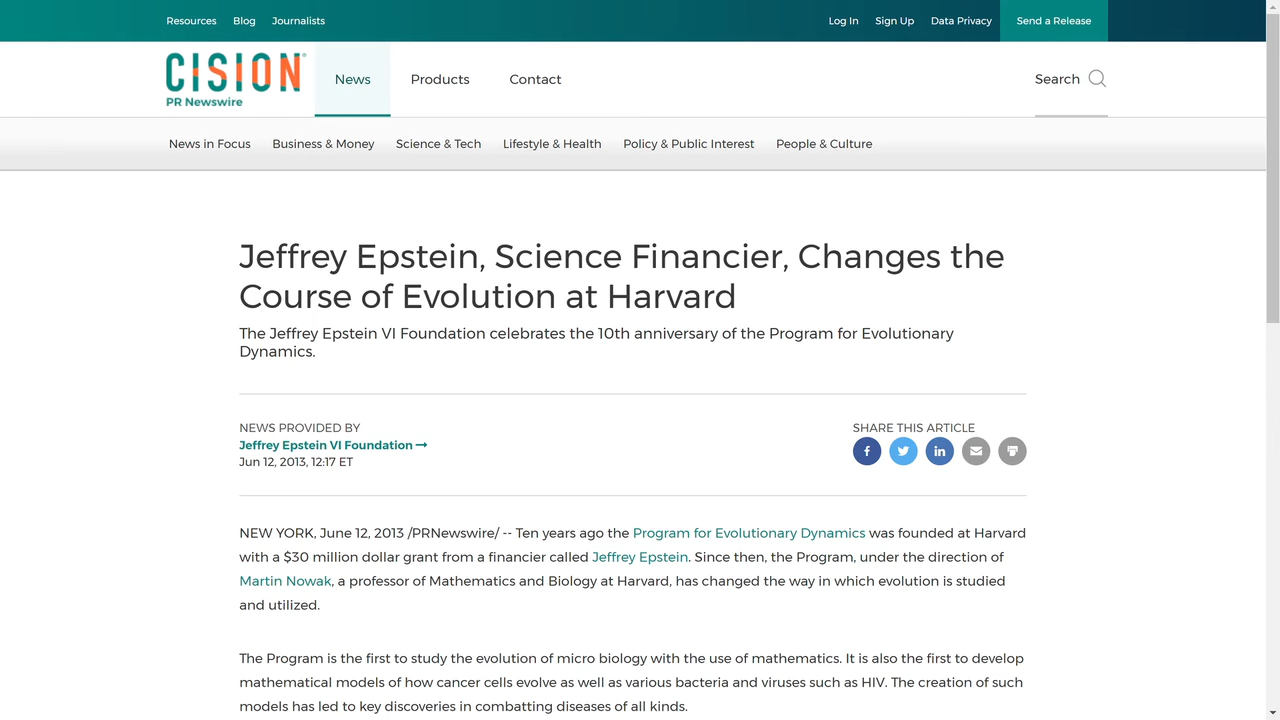 Resources Blog Journalists Log In Sign Up Data Privacy Send a Release
CISION®
PR Newswire
News Products Contact Search
News in Focus Business & Money Science & Tech Lifestyle & Health Policy & Public Interest People & Culture
Jeffrey Epstein, Science Financier, Changes the
Course of Evolution at Harvard
The Jeffrey Epstein VI Foundation celebrates the 10th anniversary of the Program for Evolutionary
Dynamics.
NEWS PROVIDED BY
Jeffrey Epstein VI Foundation →
Jun 12, 2013, 12:17 ET
SHARE THIS ARTICLE
NEW YORK, June 12, 2013 /PRNewswire/ -- Ten years ago the Program for Evolutionary Dynamics was founded at Harvard
with a $30 million dollar grant from a financier called Jeffrey Epstein. Since then, the Program, under the direction of
Martin Nowak, a professor of Mathematics and Biology at Harvard, has changed the way in which evolution is studied
and utilized.
The Program is the first to study the evolution of micro biology with the use of mathematics. It is also the first to develop
mathematical models of how cancer cells evolve as well as various bacteria and viruses such as HIV. The creation of such
models has led to key discoveries in combatting diseases of all kinds.